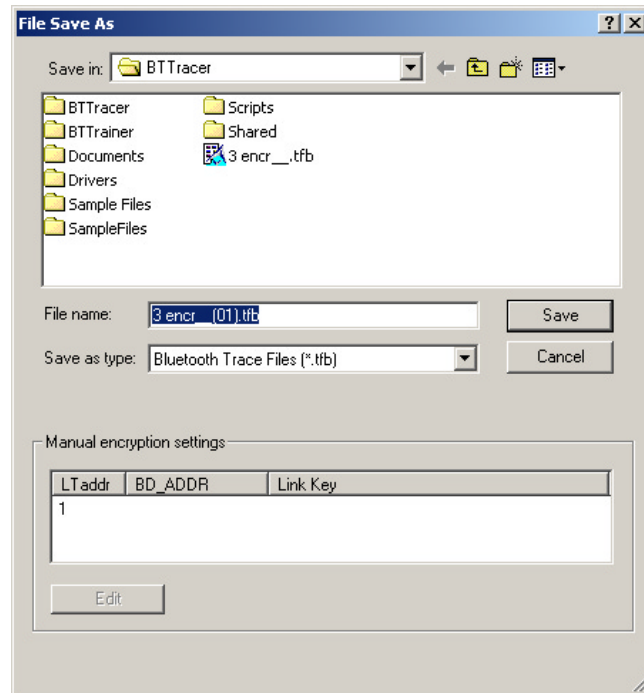 File Save As
Save in: BTTracer
BTTracer Scripts
BTTrainer Shared
Documents 3 encr__.tfb
Drivers
Sample Files
SampleFiles
File name: 3 encr__(01).tfb Save
Save as type: Bluetooth Trace Files (*.tfb) Cancel
Manual encryption settings
LTaddr BD_ADDR Link Key
1
Edit